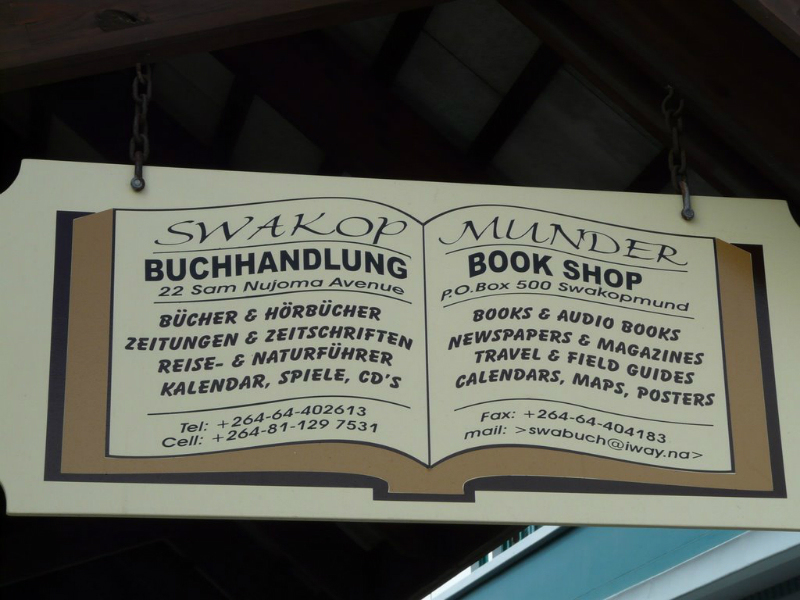 SWAKOP
BUCHHANDLUNG
22 Sam Nujoma Avenue
BÜCHER & HÖRBÜCHER
ZEITUNGEN & ZEITSCHRIFTEN
REISE- & NATURFÜHRER
KALENDAR, SPIELE, CD'S
Tel: +264-64-402613
Cell: +264-81-129 7531
MUNDER
BOOK SHOP
P.O.Box 500 Swakopmund
BOOKS & AUDIO BOOKS
NEWSPAPERS & MAGAZINES
TRAVEL & FIELD GUIDES
CALENDARS, MAPS, POSTERS
Fax: +264-64-404183
mail: >swabuch@iway.na>